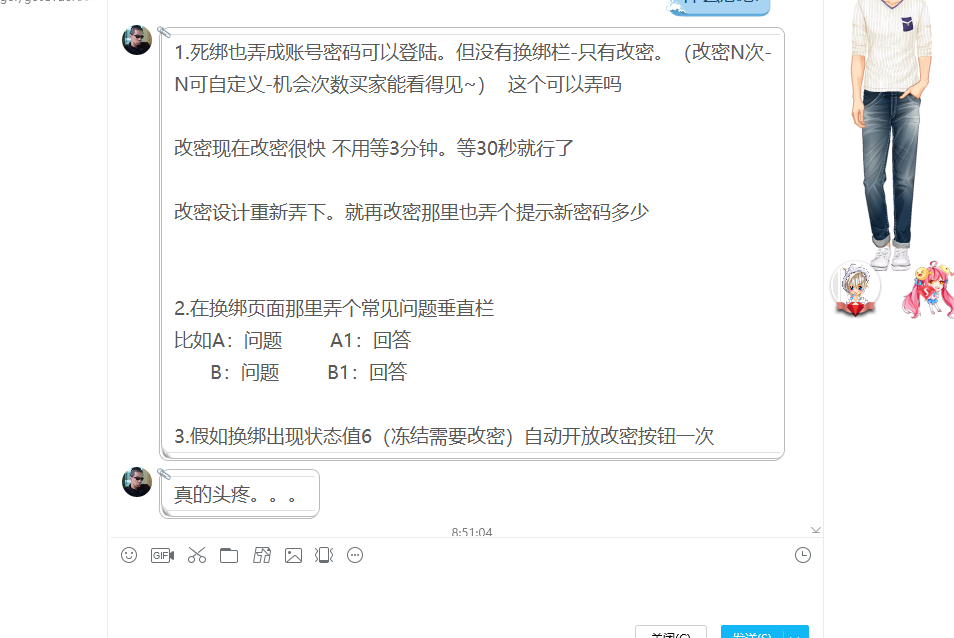 1.死绑也弄成账号密码可以登陆。但没有换绑栏-只有改密。（改密N次-
N可自定义-机会次数买家能看得见~） 这个可以弄吗
改密现在改密很快 不用等3分钟。等30秒就行了
改密设计重新弄下。就再改密那里也弄个提示新密码多少
2.在换绑页面那里弄个常见问题垂直栏
比如A：问题 A1：回答
B：问题 B1：回答
3.假如换绑出现状态值6（冻结需要改密）自动开放改密按钮一次
真的头疼。。。
8:51:04
GIF
关闭(C) 发送(S)